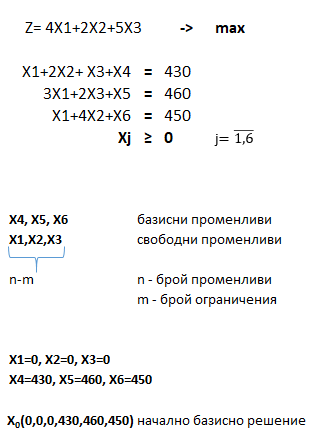 Z= 4X1+2X2+5X3 -> max
X1+2X2+ X3+X4 = 430
3X1+2X3+X5 = 460
X1+4X2+X6 = 450
Xj ≥ 0 j= 1,6
X4, X5, X6 базисни променливи
X1,X2,X3 свободни променливи
n-m n - брой променливи
m - брой ограничения
X1=0, X2=0, X3=0
X4=430, X5=460, X6=450
X₀(0,0,0,430,460,450) начално базисно решение